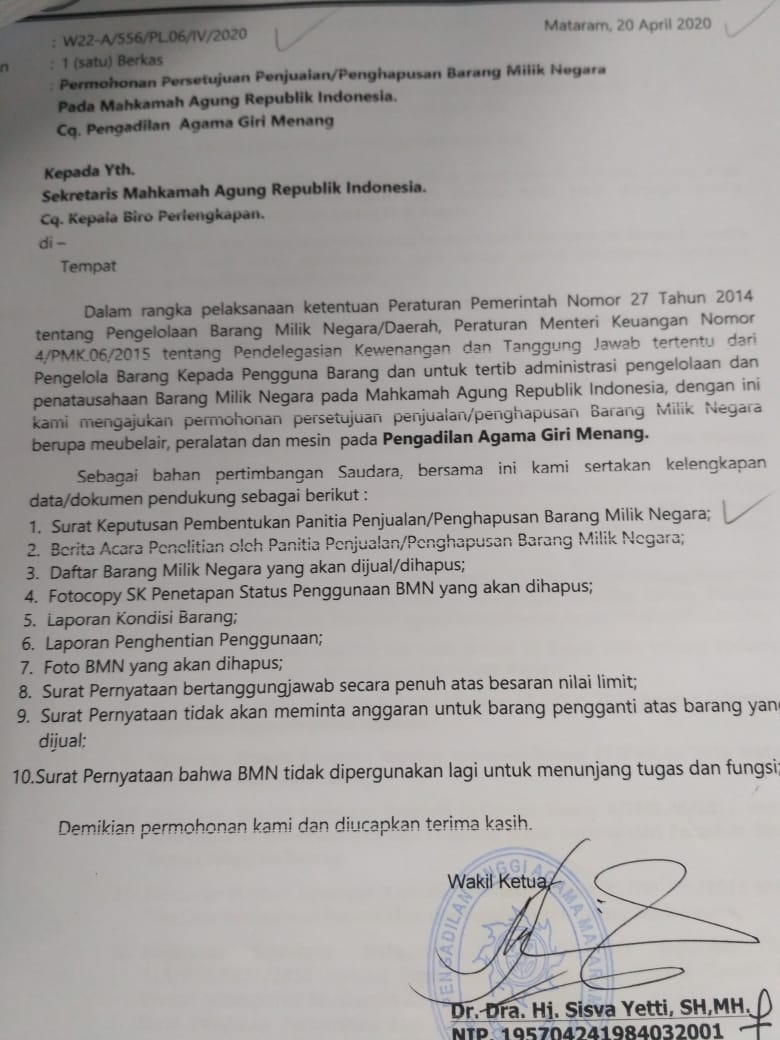 Mataram, 20 April 2020
: W22-A/556/PL.06/IV/2020
n : 1 (satu) Berkas
: Permohonan Persetujuan Penjualan/Penghapusan Barang Milik Negara
Pada Mahkamah Agung Republik Indonesia.
Cq. Pengadilan Agama Giri Menang
Kepada Yth.
Sekretaris Mahkamah Agung Republik Indonesia.
Cq. Kepala Biro Perlengkapan.
di –
Tempat
Dalam rangka pelaksanaan ketentuan Peraturan Pemerintah Nomor 27 Tahun 2014
tentang Pengelolaan Barang Milik Negara/Daerah, Peraturan Menteri Keuangan Nomor
4/PMK.06/2015 tentang Pendelegasian Kewenangan dan Tanggung Jawab tertentu dari
Pengelola Barang Kepada Pengguna Barang dan untuk tertib administrasi pengelolaan dan
penatausahaan Barang Milik Negara pada Mahkamah Agung Republik Indonesia, dengan ini
kami mengajukan permohonan persetujuan penjualan/penghapusan Barang Milik Negara
berupa meubelair, peralatan dan mesin pada Pengadilan Agama Giri Menang.
Sebagai bahan pertimbangan Saudara, bersama ini kami sertakan kelengkapan
data/dokumen pendukung sebagai berikut :
1. Surat Keputusan Pembentukan Panitia Penjualan/Penghapusan Barang Milik Negara;
2. Berita Acara Penelitian oleh Panitia Penjualan/Penghapusan Barang Milik Negara;
3. Daftar Barang Milik Negara yang akan dijual/dihapus;
4. Fotocopy SK Penetapan Status Penggunaan BMN yang akan dihapus;
5. Laporan Kondisi Barang;
6. Laporan Penghentian Penggunaan;
7. Foto BMN yang akan dihapus;
8. Surat Pernyataan bertanggungjawab secara penuh atas besaran nilai limit;
9. Surat Pernyataan tidak akan meminta anggaran untuk barang pengganti atas barang yang
dijual;
10.Surat Pernyataan bahwa BMN tidak dipergunakan lagi untuk menunjang tugas dan fungsi;
Demikian permohonan kami dan diucapkan terima kasih.
Wakil Ketua,
PENGADILAN TINGGI AGAMA MATARAM
Dr. Dra. Hj. Sisva Yetti, SH,MH.
NIP. 195704241984032001